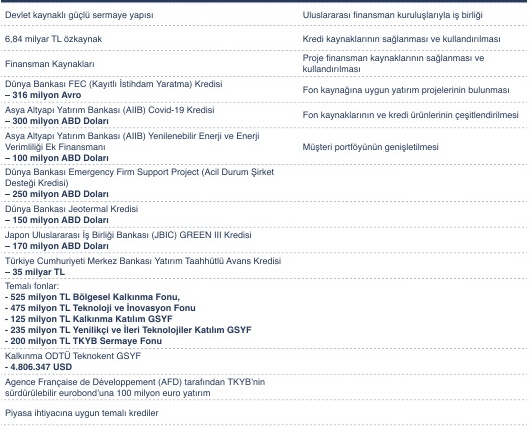 Devlet kaynaklı güçlü sermaye yapısı
Uluslararası finansman kuruluşlarıyla iş birliği
6,84 milyar TL özkaynak
Kredi kaynaklarının sağlanması ve kullandırılması
Finansman Kaynakları
Proje finansman kaynaklarının sağlanması ve
kullandırılması
Dünya Bankası FEC (Kayıtlı İstihdam Yaratma) Kredisi
– 316 milyon Avro
Fon kaynağına uygun yatırım projelerinin bulunması
Asya Altyapı Yatırım Bankası (AIIB) Covid-19 Kredisi
– 300 milyon ABD Doları
Fon kaynaklarının ve kredi ürünlerinin çeşitlendirilmesi
Asya Altyapı Yatırım Bankası (AIIB) Yenilenebilir Enerji ve Enerji
Verimliliği Ek Finansmanı
– 100 milyon ABD Doları
Müşteri portföyünün genişletilmesi
Dünya Bankası Emergency Firm Support Project (Acil Durum Şirket
Desteği Kredisi)
– 250 milyon ABD Doları
Dünya Bankası Jeotermal Kredisi
– 150 milyon ABD Doları
Japon Uluslararası İş Birliği Bankası (JBIC) GREEN III Kredisi
– 170 milyon ABD Doları
Türkiye Cumhuriyeti Merkez Bankası Yatırım Taahhütlü Avans Kredisi
– 35 milyar TL
Temalı fonlar:
- 525 milyon TL Bölgesel Kalkınma Fonu,
- 475 milyon TL Teknoloji ve İnovasyon Fonu
- 125 milyon TL Kalkınma Katılım GSYF
- 235 milyon TL Yenilikçi ve İleri Teknolojiler Katılım GSYF
- 200 milyon TL TKYB Sermaye Fonu
Kalkınma ODTÜ Teknokent GSYF
- 4.806.347 USD
Agence Française de Développement (AFD) tarafından TKYB'nin
sürdürülebilir eurobond'una 100 milyon euro yatırım
Piyasa ihtiyacına uygun temalı krediler